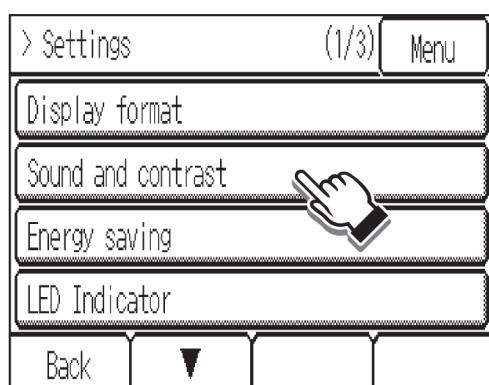 > Settings (1/3) Menu
Display format
Sound and contrast
Energy saving
LED Indicator
Back ▼